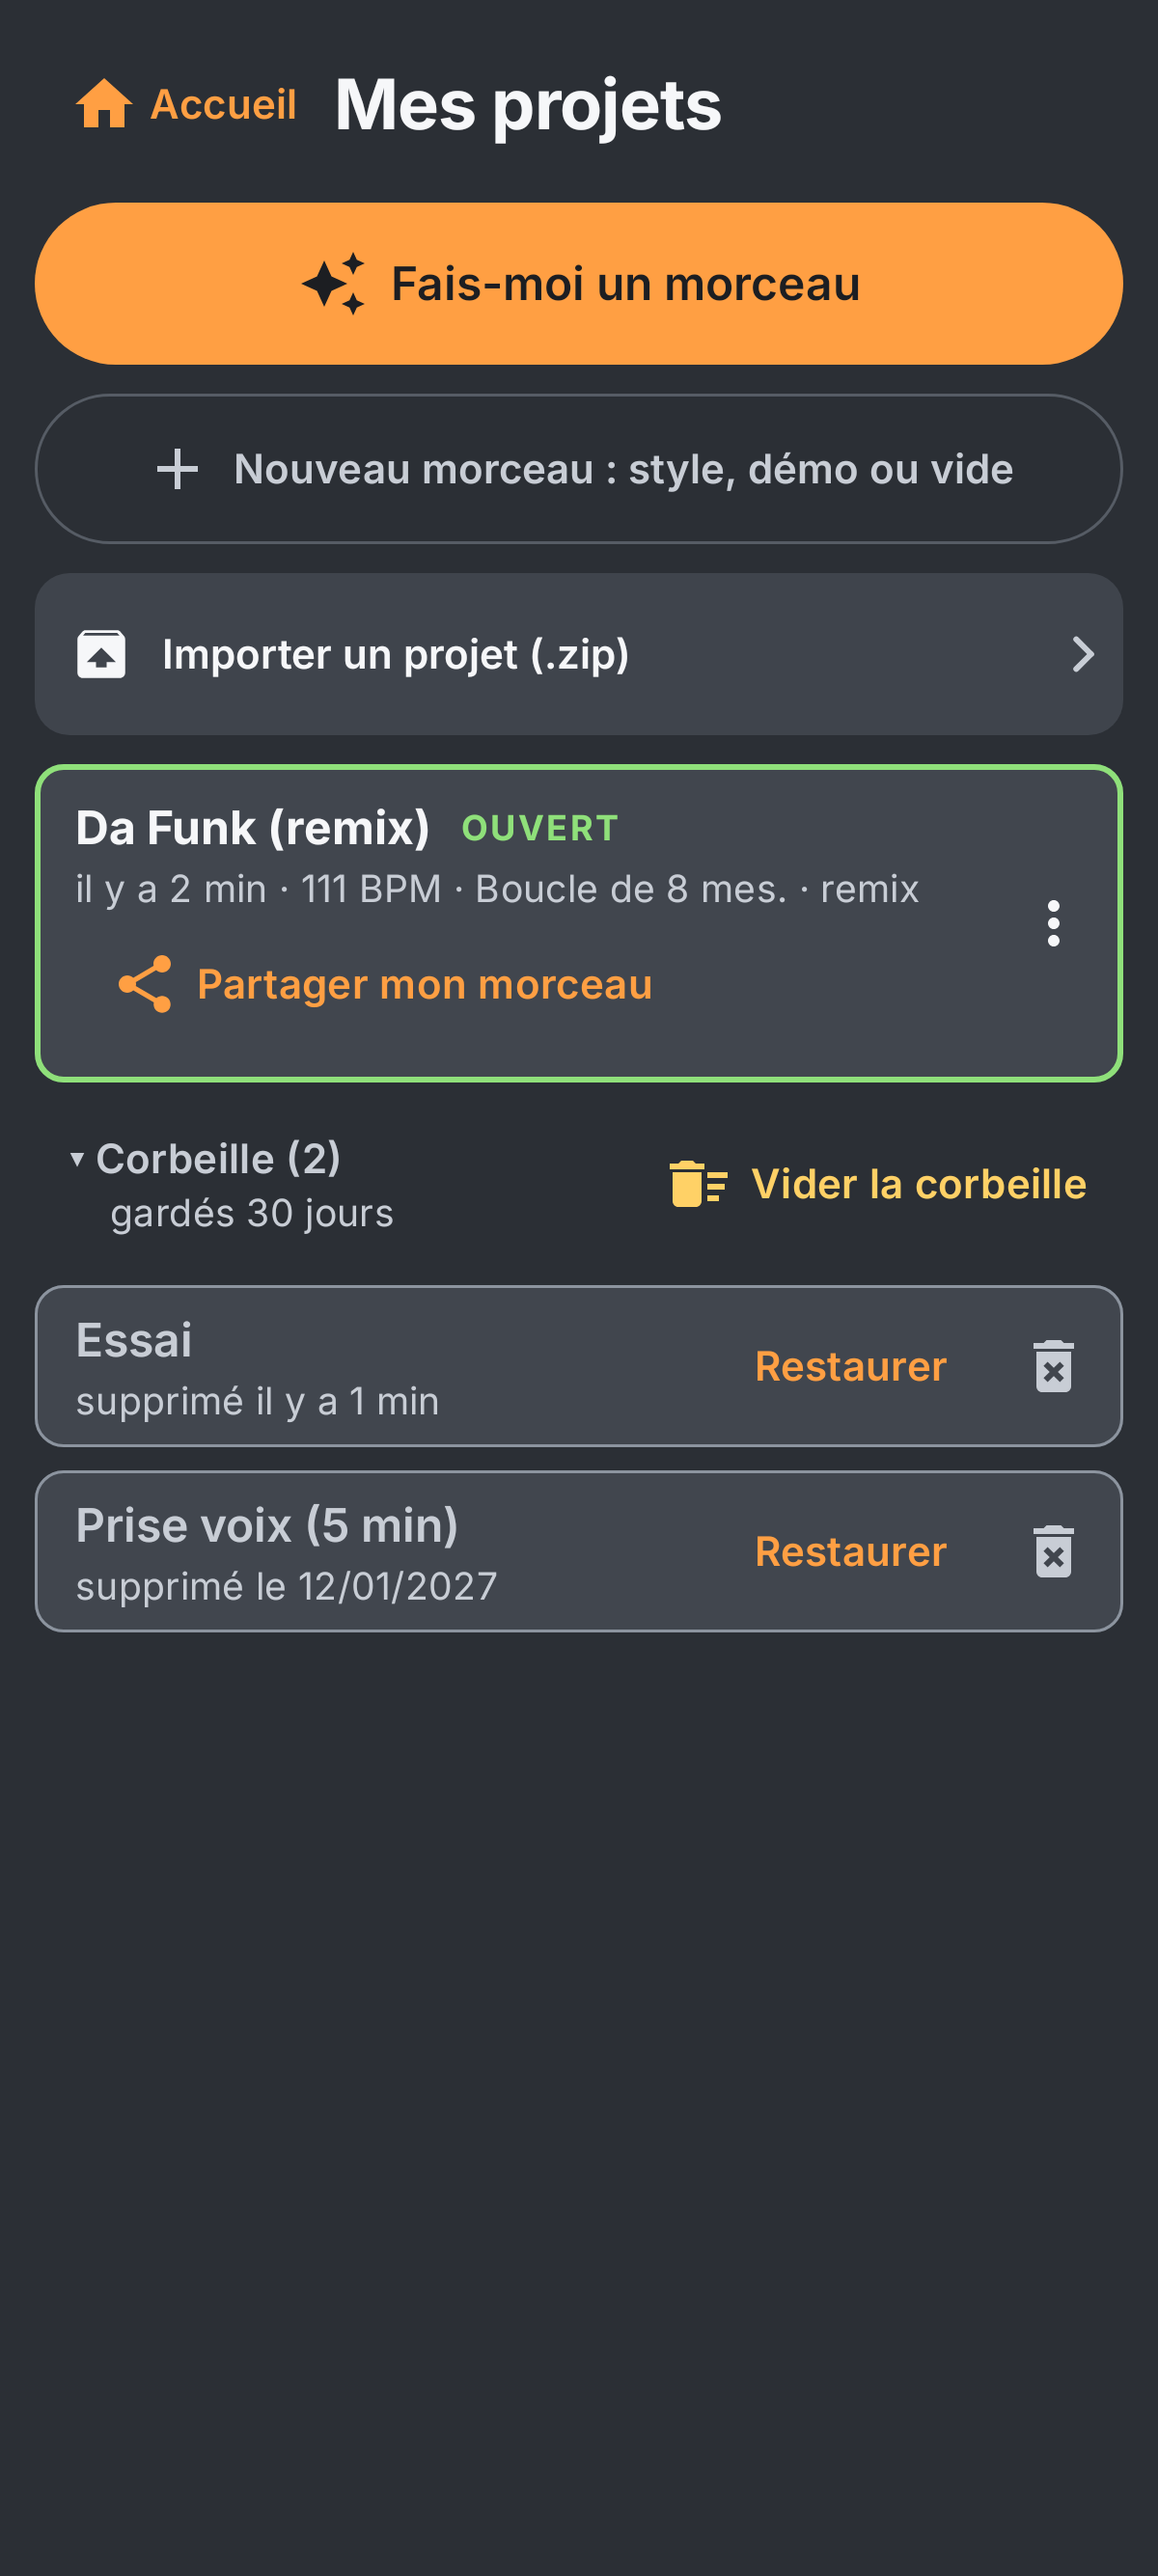 Accueil Mes projets
Fais-moi un morceau
Nouveau morceau : style, démo ou vide
Importer un projet (.zip)
Da Funk (remix) OUVERT
il y a 2 min · 111 BPM · Boucle de 8 mes. · remix
Partager mon morceau
Corbeille (2)
gardés 30 jours
Vider la corbeille
Essai
supprimé il y a 1 min
Restaurer
Prise voix (5 min)
supprimé le 12/01/2027
Restaurer